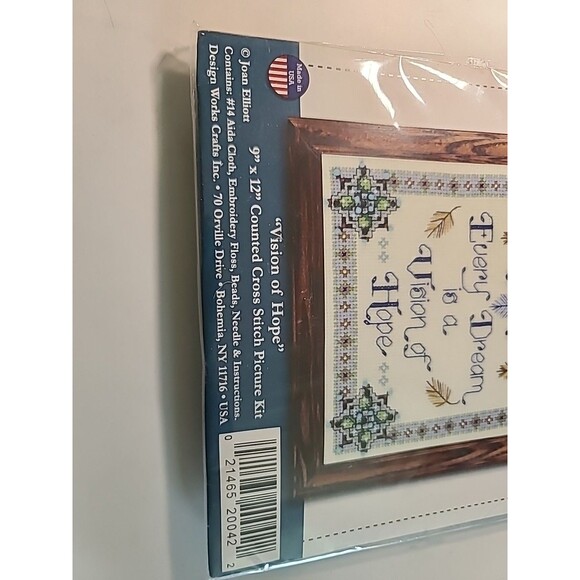 Every Dream
is a
Vision of
Hope
Made in
USA
"Vision of Hope"
9" x 12" Counted Cross Stitch Picture Kit
© Joan Elliott
Contains: #14 Aida Cloth, Embroidery Floss, Beads, Needle & Instructions.
Design Works Crafts Inc. • 70 Orville Drive • Bohemia, NY 11716 • USA
0 21465 20042 2